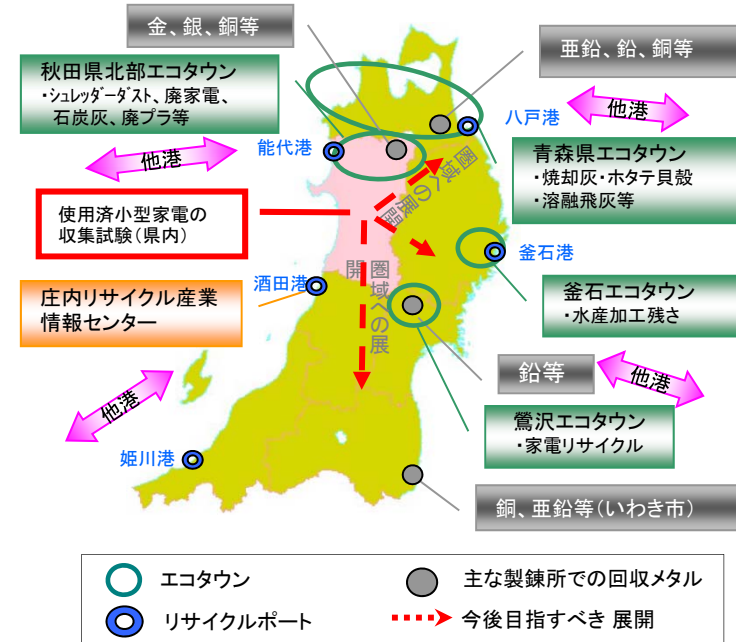 金、銀、銅等
亜鉛、鉛、銅等
秋田県北部エコタウン
・シュレッダーダスト、廃家電、
石炭灰、廃プラ等
他港
八戸港
他港
能代港
青森県エコタウン
・焼却灰・ホタテ貝殻
・溶融飛灰等
圏域への展開
使用済小型家電の
収集試験(県内)
釜石港
酒田港
圏域への展
開
庄内リサイクル産業
情報センター
釜石エコタウン
・水産加工残さ
鉛等
他港
他港
鶯沢エコタウン
・家電リサイクル
姫川港
銅、亜鉛等(いわき市)
エコタウン
主な製錬所での回収メタル
リサイクルポート
今後目指すべき 展開